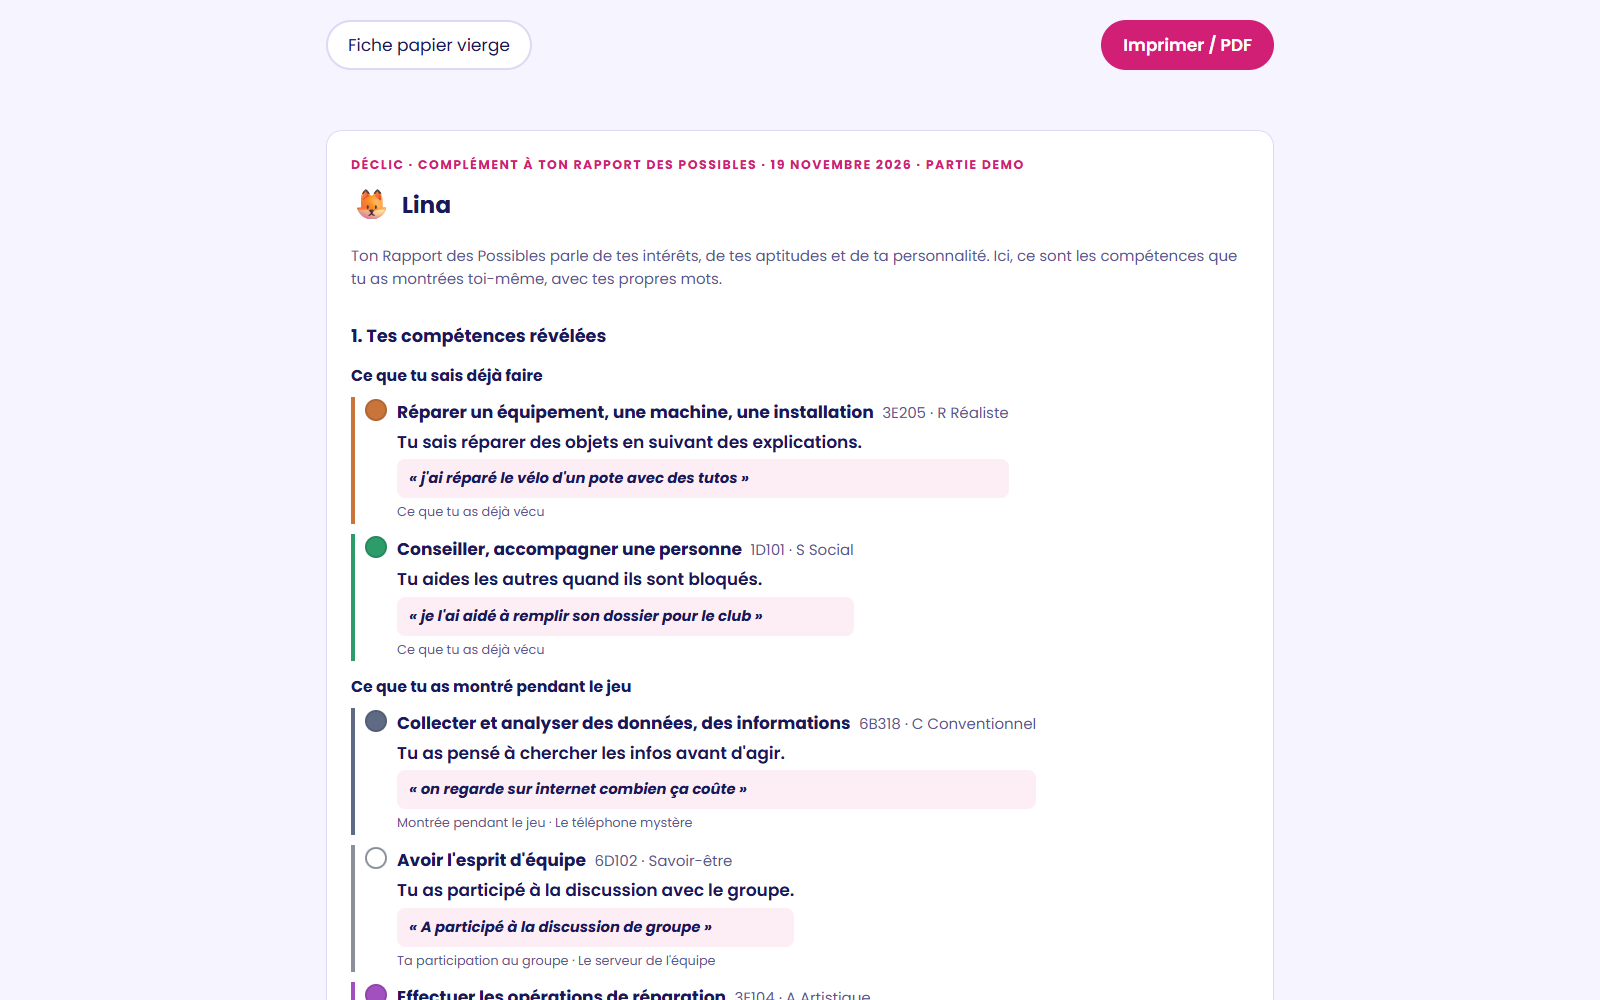 Fiche papier vierge
Imprimer / PDF
DÉCLIC · COMPLÉMENT À TON RAPPORT DES POSSIBLES · 19 NOVEMBRE 2026 · PARTIE DEMO
Lina
Ton Rapport des Possibles parle de tes intérêts, de tes aptitudes et de ta personnalité. Ici, ce sont les compétences que
tu as montrées toi-même, avec tes propres mots.
1. Tes compétences révélées
Ce que tu sais déjà faire
Réparer un équipement, une machine, une installation 3E205 · R Réaliste
Tu sais réparer des objets en suivant des explications.
« j'ai réparé le vélo d'un pote avec des tutos »
Ce que tu as déjà vécu
Conseiller, accompagner une personne 1D101 · S Social
Tu aides les autres quand ils sont bloqués.
« je l'ai aidé à remplir son dossier pour le club »
Ce que tu as déjà vécu
Ce que tu as montré pendant le jeu
Collecter et analyser des données, des informations 6B318 · C Conventionnel
Tu as pensé à chercher les infos avant d'agir.
« on regarde sur internet combien ça coûte »
Montrée pendant le jeu · Le téléphone mystère
Avoir l'esprit d'équipe 6D102 · Savoir-être
Tu as participé à la discussion avec le groupe.
« A participé à la discussion de groupe »
Ta participation au groupe · Le serveur de l'équipe
Effectuer les opérations de réparation 3E104 · A Artistique